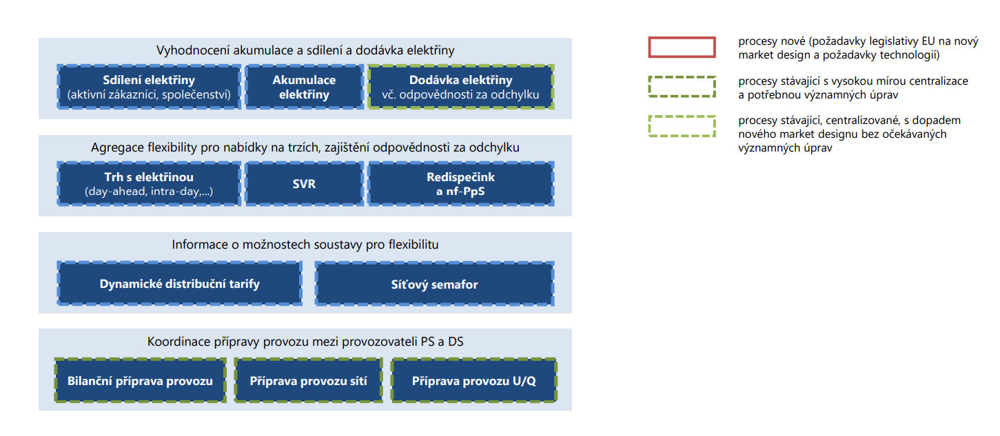 Vyhodnocení akumulace a sdílení a dodávka elektřiny
Sdílení elektřiny
(aktivní zákazníci, společenství)
Akumulace
elektřiny
Dodávka elektřiny
vč. odpovědnosti za odchylku
Agregace flexibility pro nabídky na trzích, zajištění odpovědnosti za odchylku
Trh s elektřinou
(day-ahead, intra-day,...)
SVR
Redispečink
a nf-PpS
Informace o možnostech soustavy pro flexibilitu
Dynamické distribuční tarify
Síťový semafor
Koordinace přípravy provozu mezi provozovateli PS a DS
Bilanční příprava provozu
Příprava provozu sítí
Příprava provozu U/Q
procesy nové (požadavky legislativy EU na nový
market design a požadavky technologií)
procesy stávající s vysokou mírou centralizace
a potřebnou významných úprav
procesy stávající, centralizované, s dopadem
nového market designu bez očekávaných
významných úprav